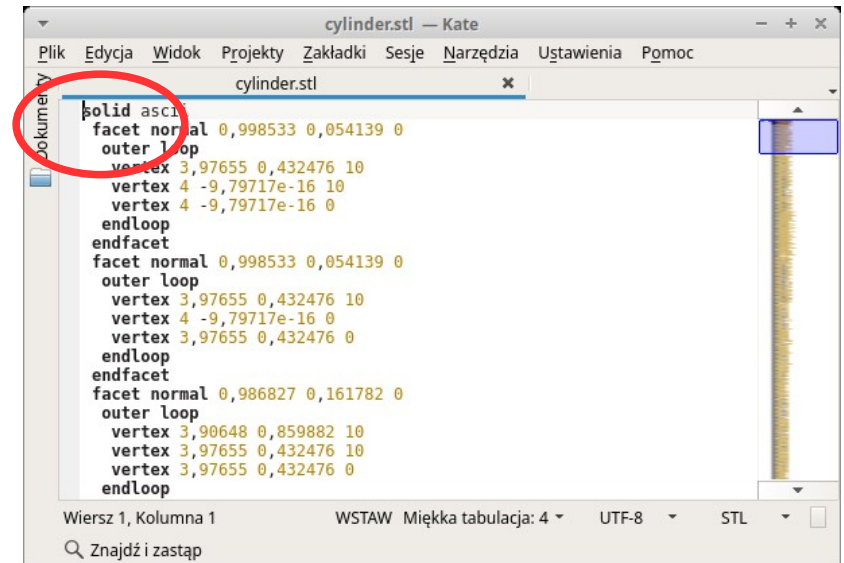 cylinder.stl — Kate
Plik Edycja Widok Projekty Zakładki Sesje Narzędzia Ustawienia Pomoc
Dokumenty
cylinder.stl
solid ascii
facet normal 0,998533 0,054139 0
outer loop
vertex 3,97655 0,432476 10
vertex 4 -9,79717e-16 10
vertex 4 -9,79717e-16 0
endloop
endfacet
facet normal 0,998533 0,054139 0
outer loop
vertex 3,97655 0,432476 10
vertex 4 -9,79717e-16 0
vertex 3,97655 0,432476 0
endloop
endfacet
facet normal 0,986827 0,161782 0
outer loop
vertex 3,90648 0,859882 10
vertex 3,97655 0,432476 10
vertex 3,97655 0,432476 0
endloop
Wiersz 1, Kolumna 1 WSTAW Miękka tabulacja: 4 UTF-8 STL
Znajdź i zastąp